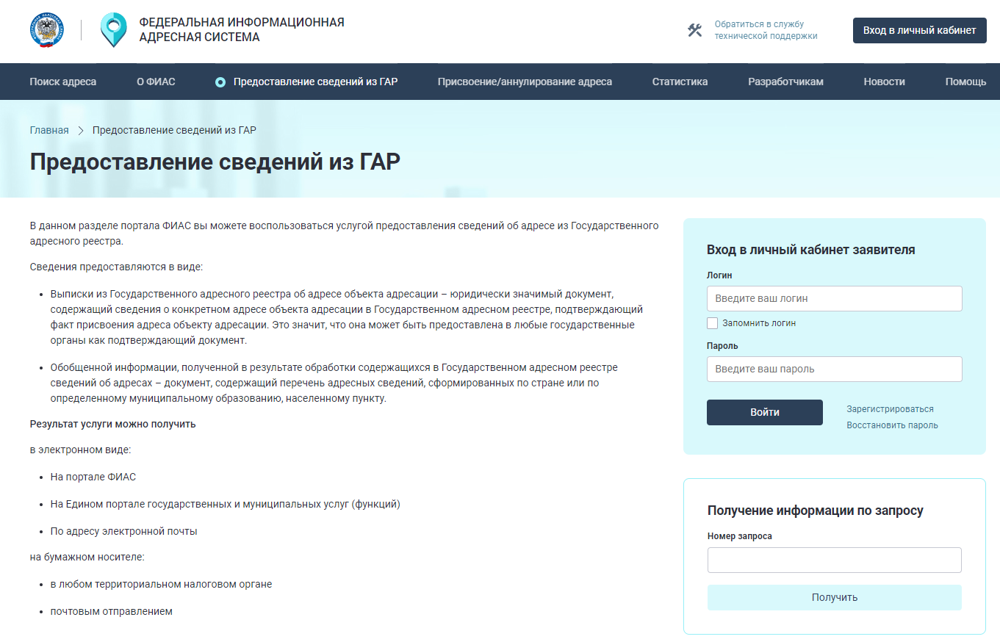 ФЕДЕРАЛЬНАЯ ИНФОРМАЦИОННАЯ
АДРЕСНАЯ СИСТЕМА
Обратиться в службу
технической поддержки
Вход в личный кабинет
Поиск адреса
О ФИАС
Предоставление сведений из ГАР
Присвоение/аннулирование адреса
Статистика
Разработчикам
Новости
Помощь
Главная
Предоставление сведений из ГАР
Предоставление сведений из ГАР
В данном разделе портала ФИАС вы можете воспользоваться услугой предоставления сведений об адресе из Государственного
адресного реестра.
Сведения предоставляются в виде:
• Выписки из Государственного адресного реестра об адресе объекта адресации – юридически значимый документ,
содержащий сведения о конкретном адресе объекта адресации в Государственном адресном реестре, подтверждающий
факт присвоения адреса объекту адресации. Это значит, что она может быть предоставлена в любые государственные
органы как подтверждающий документ.
• Обобщенной информации, полученной в результате обработки содержащихся в Государственном адресном реестре
сведений об адресах – документ, содержащий перечень адресных сведений, сформированных по стране или по
определенному муниципальному образованию, населенному пункту.
Результат услуги можно получить
в электронном виде:
• На портале ФИАС
• На Едином портале государственных и муниципальных услуг (функций)
• По адресу электронной почты
на бумажном носителе:
• в любом территориальном налоговом органе
• почтовым отправлением
Вход в личный кабинет заявителя
Логин
Введите ваш логин
Запомнить логин
Пароль
Введите ваш пароль
Войти
Зарегистрироваться
Восстановить пароль
Получение информации по запросу
Номер запроса
Получить